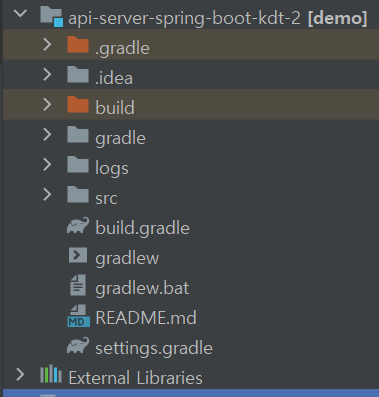 api-server-spring-boot-kdt-2 [demo]
.gradle
.idea
build
gradle
logs
src
build.gradle
gradlew
gradlew.bat
MD README.md
settings.gradle
External Libraries